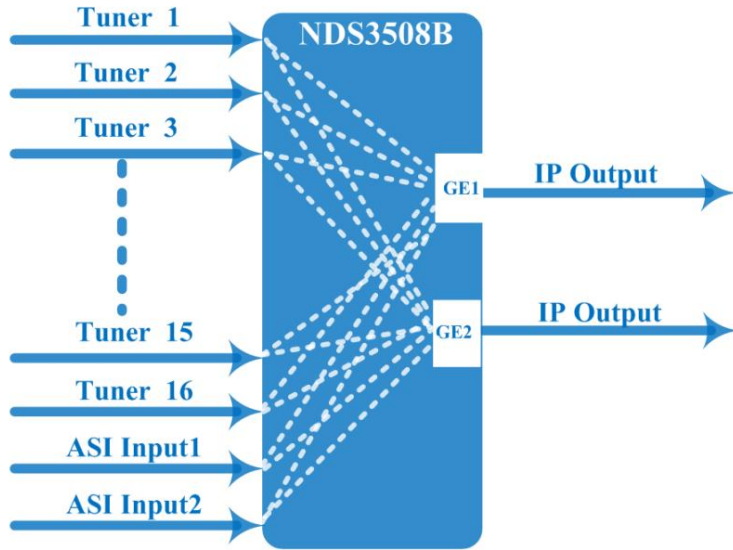 Tuner 1
NDS3508B
Tuner 2
Tuner 3
GE1
IP Output
Tuner 15
GE2
IP Output
Tuner 16
ASI Input1
ASI Input2